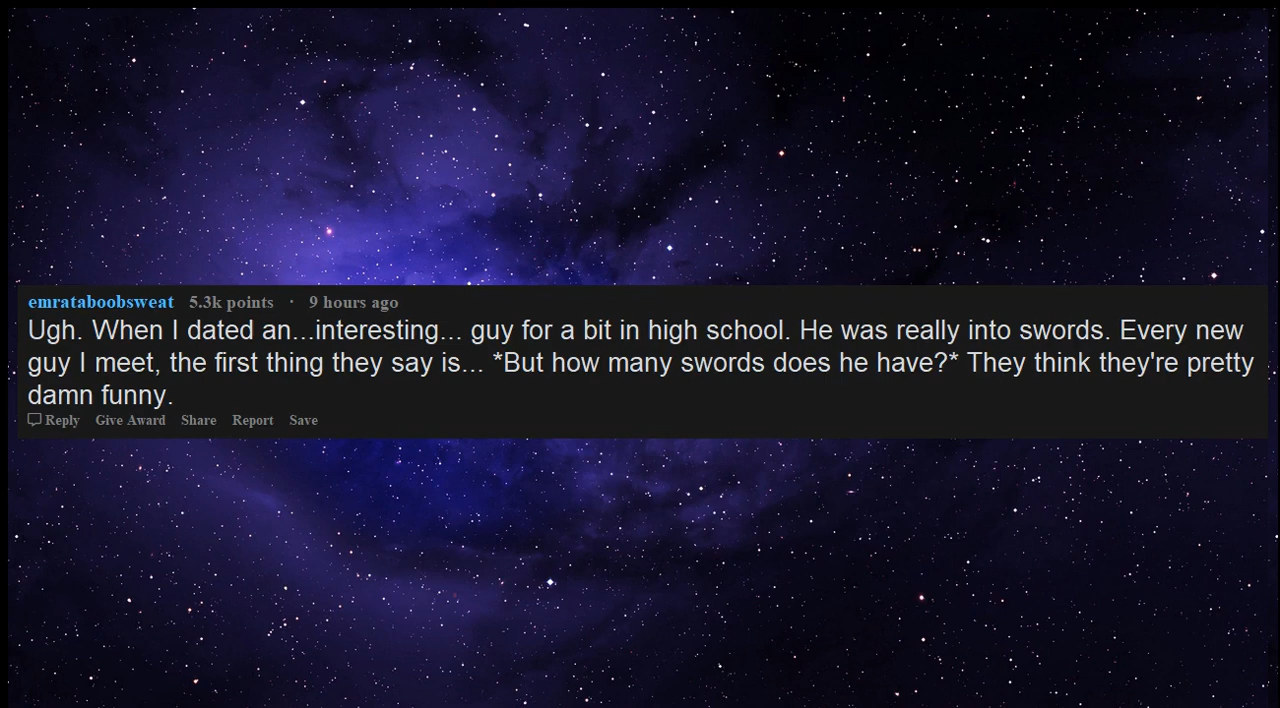 emrataboobsweat 5.3k points · 9 hours ago
Ugh. When I dated an...interesting... guy for a bit in high school. He was really into swords. Every new
guy I meet, the first thing they say is... *But how many swords does he have?* They think they're pretty
damn funny.
Reply Give Award Share Report Save